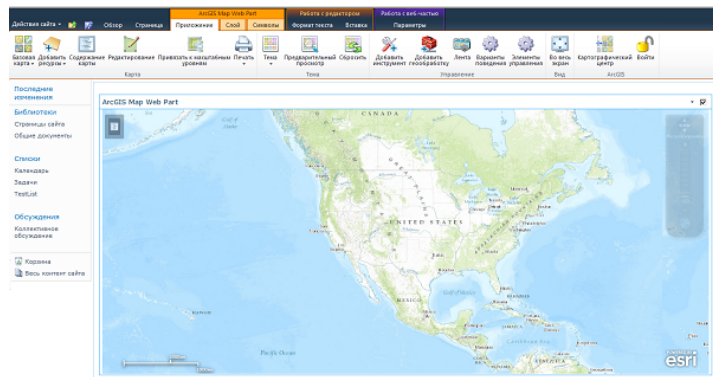 ArcGIS Map Web Part
Работа с редактором
Работа с веб-частью
Действия сайта
Обзор
Страница
Приложение
Слой
Символы
Формат текста
Вставка
Параметры
Базовая карта
Добавить ресурсы
Содержание карты
Редактирование
Привязать к масштабным уровням
Печать
Тема
Предварительный просмотр
Сбросить
Добавить инструмент
Добавить геообработку
Лента
Варианты поведения
Элементы управления
Во весь экран
Картографический центр
Войти
Карта
Тема
Управление
Вид
ArcGIS
Последние изменения
Библиотеки
Страницы сайта
Общие документы
Списки
Календарь
Задачи
TestList
Обсуждения
Коллективное обсуждение
Корзина
Весь контент сайта
ArcGIS Map Web Part
CANADA
UNITED STATES
MEXICO
Pacific Ocean
esri